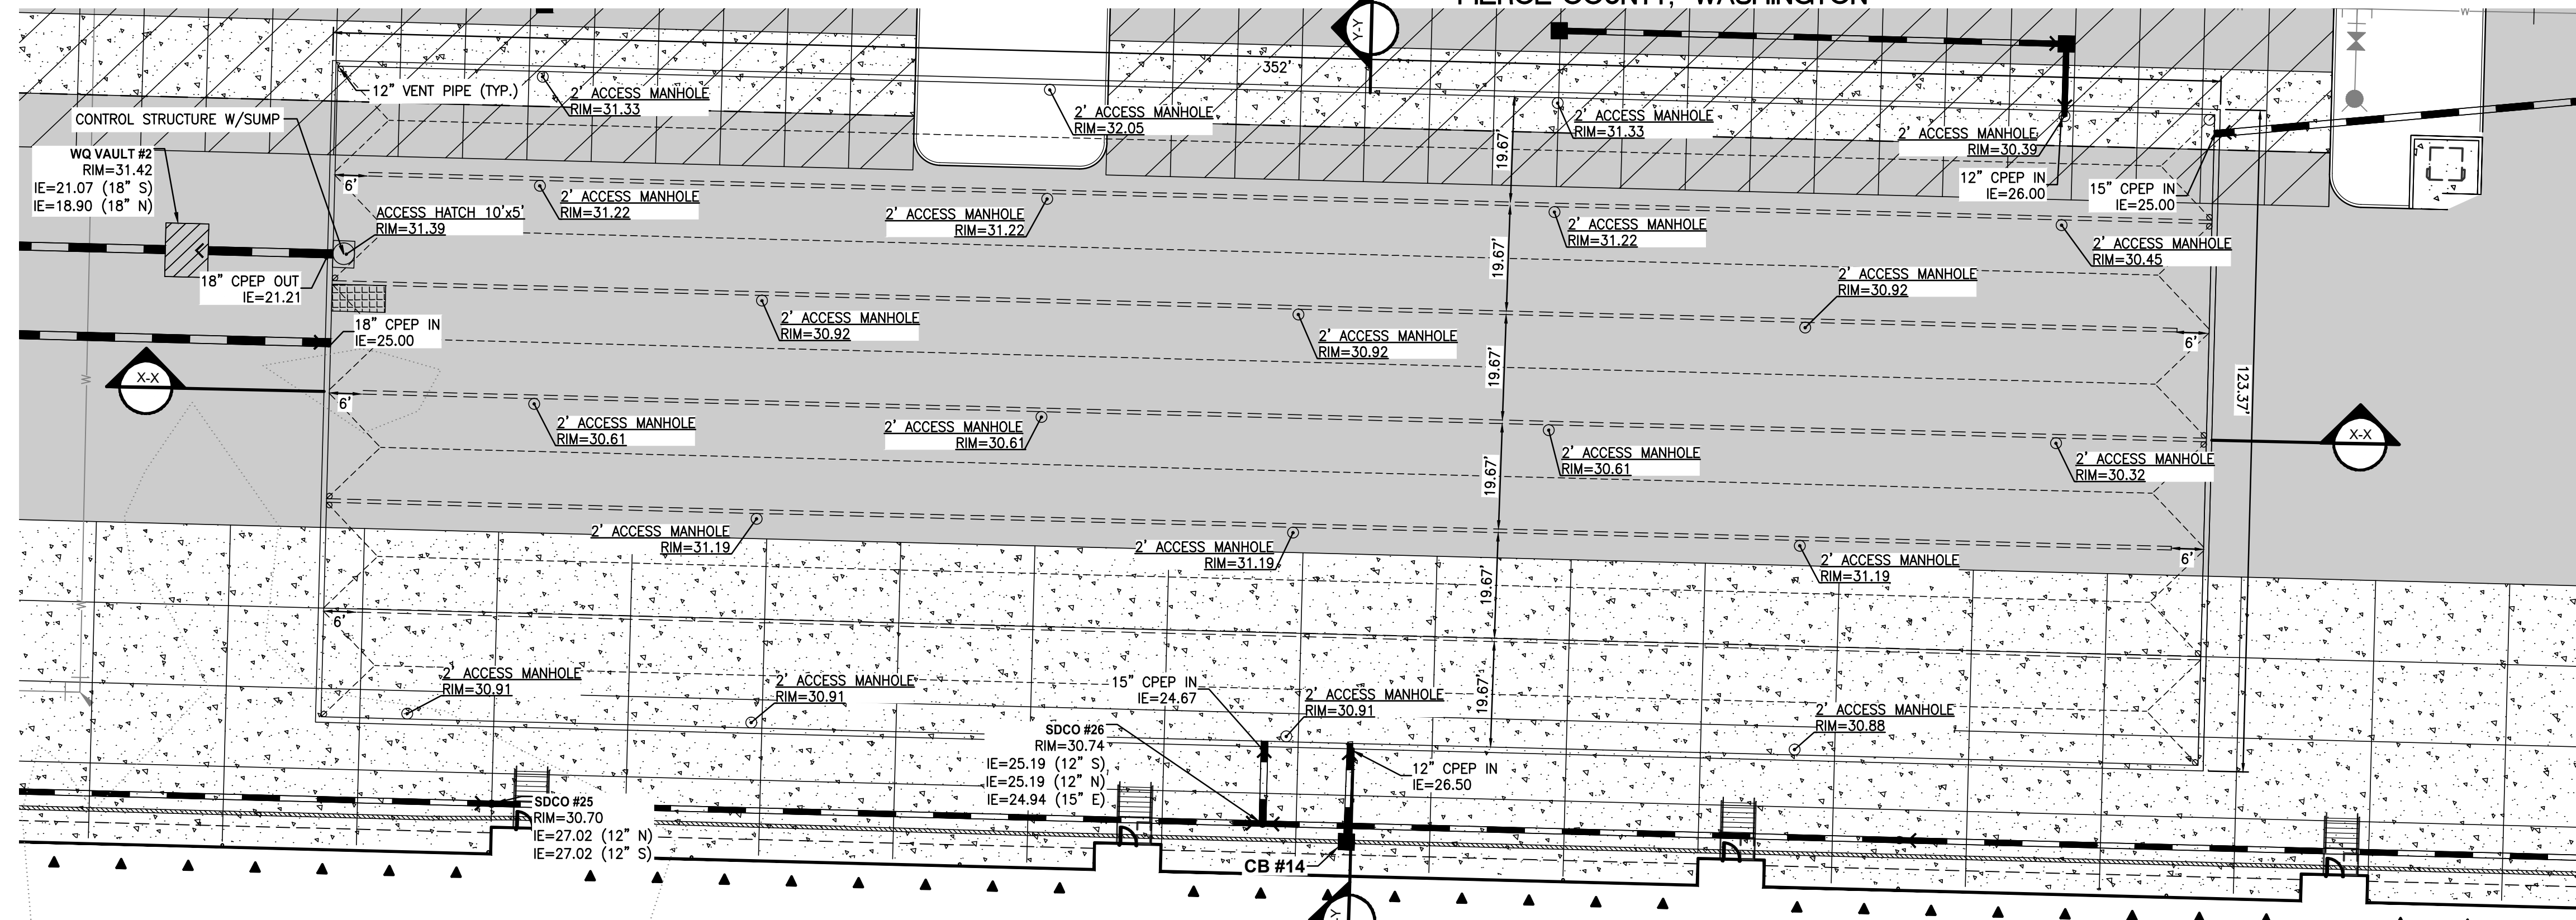 PIERCE COUNTY, WASHINGTON
Y-Y
W
352'
12" VENT PIPE (TYP.)
2' ACCESS MANHOLE
RIM=31.33
2' ACCESS MANHOLE
RIM=32.05
2' ACCESS MANHOLE
RIM=31.33
2' ACCESS MANHOLE
RIM=30.39
CONTROL STRUCTURE W/SUMP
WQ VAULT #2
RIM=31.42
IE=21.07 (18" S)
IE=18.90 (18" N)
19.67'
12" CPEP IN
IE=26.00
15" CPEP IN
IE=25.00
6'
2' ACCESS MANHOLE
RIM=31.22
2' ACCESS MANHOLE
RIM=31.22
2' ACCESS MANHOLE
RIM=31.22
2' ACCESS MANHOLE
RIM=30.45
ACCESS HATCH 10'x5'
RIM=31.39
19.67'
18" CPEP OUT
IE=21.21
2' ACCESS MANHOLE
RIM=30.92
2' ACCESS MANHOLE
RIM=30.92
2' ACCESS MANHOLE
RIM=30.92
18" CPEP IN
IE=25.00
6'
19.67'
X-X
W
123.37'
6'
2' ACCESS MANHOLE
RIM=30.61
2' ACCESS MANHOLE
RIM=30.61
2' ACCESS MANHOLE
RIM=30.61
2' ACCESS MANHOLE
RIM=30.32
X-X
19.67'
2' ACCESS MANHOLE
RIM=31.19
2' ACCESS MANHOLE
RIM=31.19
2' ACCESS MANHOLE
RIM=31.19
6'
19.67'
W
6'
2' ACCESS MANHOLE
RIM=30.91
2' ACCESS MANHOLE
RIM=30.91
15" CPEP IN
IE=24.67
2' ACCESS MANHOLE
RIM=30.91
19.67'
2' ACCESS MANHOLE
RIM=30.88
SDCO #26
RIM=30.74
IE=25.19 (12" S)
IE=25.19 (12" N)
IE=24.94 (15" E)
12" CPEP IN
IE=26.50
SDCO #25
RIM=30.70
IE=27.02 (12" N)
IE=27.02 (12" S)
CB #14